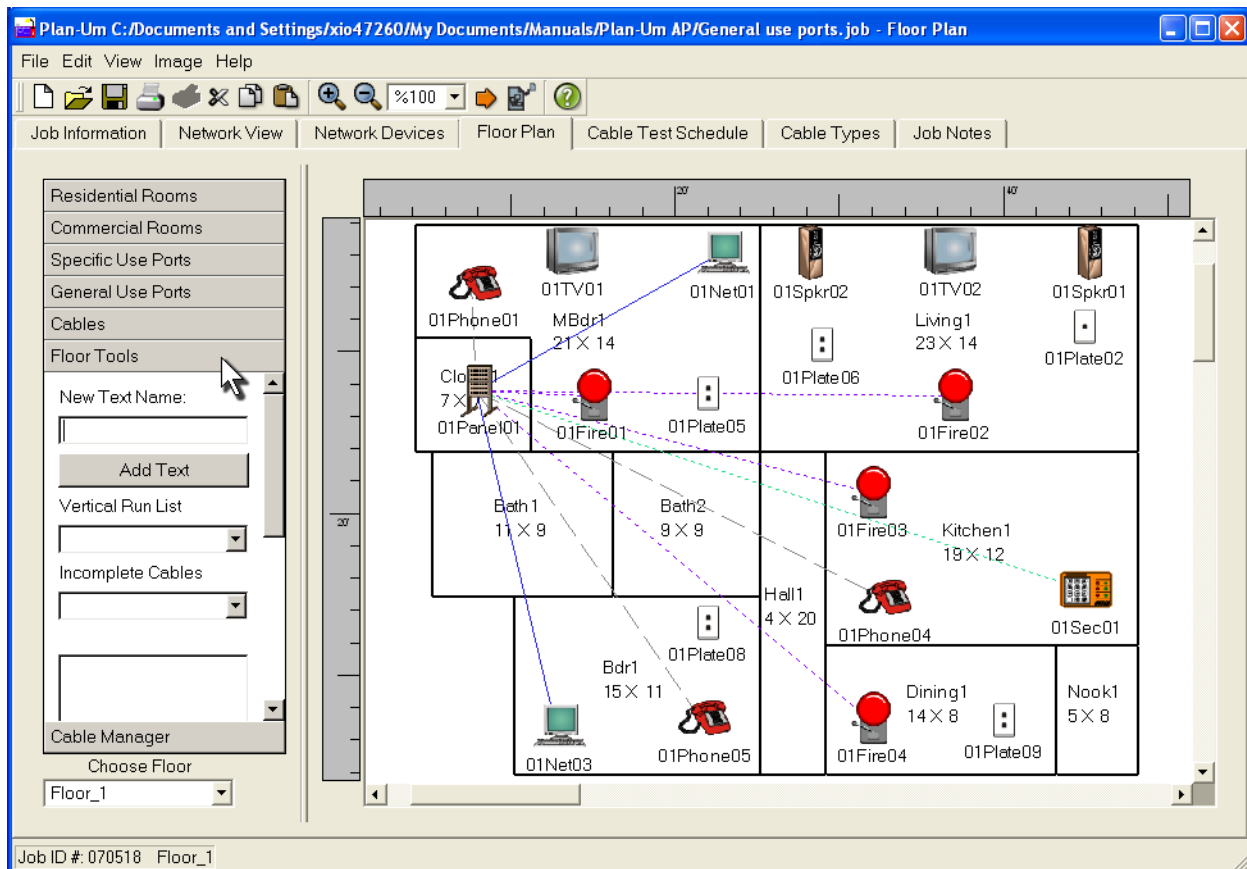 Plan-Um C:/Documents and Settings/xio47260/My Documents/Manuals/Plan-Um AP/General use ports.job - Floor Plan
File Edit View Image Help
%100
Job Information Network View Network Devices Floor Plan Cable Test Schedule Cable Types Job Notes
Residential Rooms
Commercial Rooms
Specific Use Ports
General Use Ports
Cables
Floor Tools
New Text Name:
Add Text
Vertical Run List
Incomplete Cables
Cable Manager
Choose Floor
Floor_1
20' 40'
20'
01TV01 01Net01 01Spkr02 01TV02 01Spkr01
01Phone01 MBdr1 Living1
21 X 14 23 X 14
01Plate02
01Plate06
7 X
01Panel01 01Fire01 01Plate05 01Fire02
Bath1 Bath2
11 X 9 9 X 9
01Fire03 Kitchen1
19 X 12
Hall1
4 X 20
01Phone04 01Sec01
01Plate08
Bdr1
15 X 11
Dining1 Nook1
14 X 8 5 X 8
01Net03 01Phone05 01Fire04 01Plate09
Job ID #: 070518 Floor_1